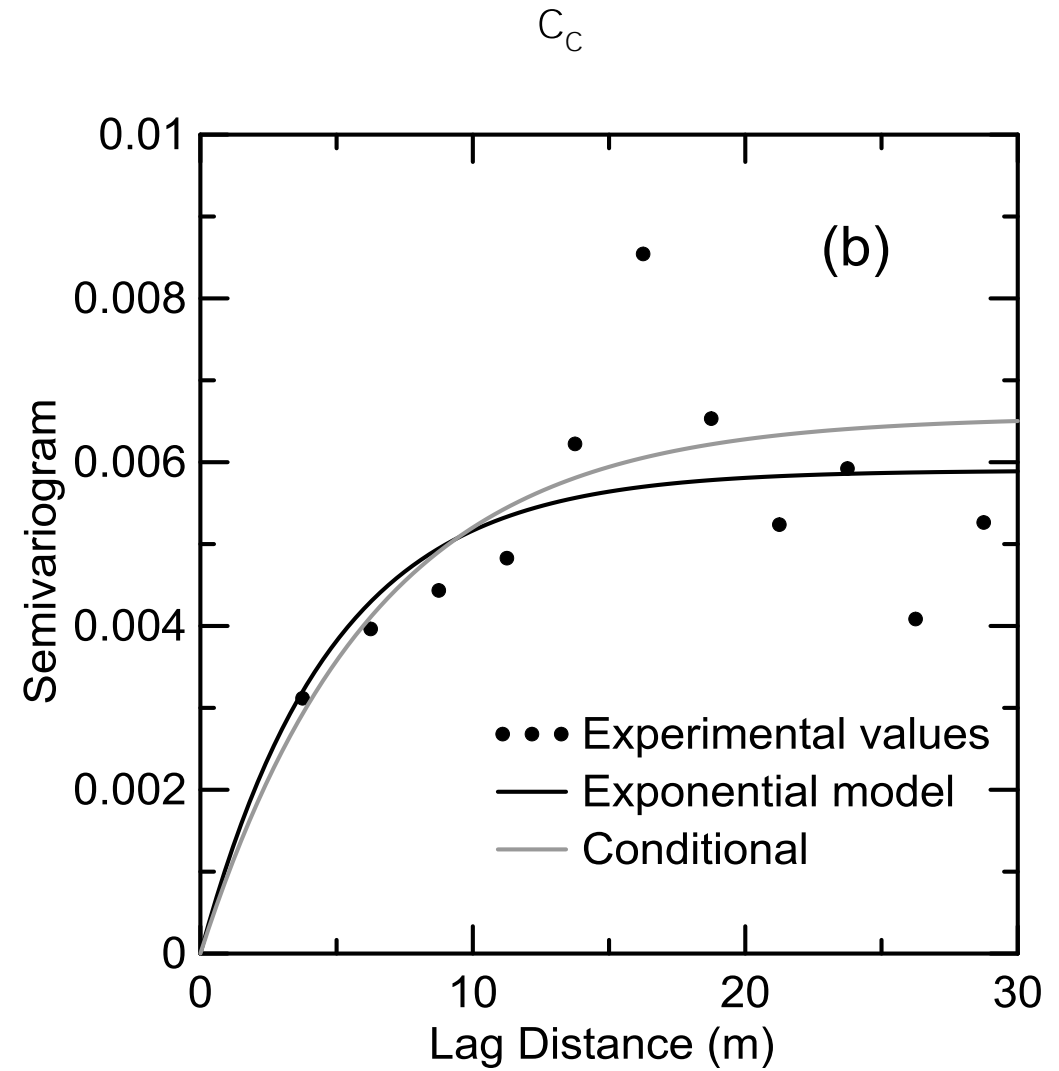 C_C
0.01
(b)
0.008
0.006
0.004
0.002
0
Semivariogram
Experimental values
Exponential model
Conditional
0 10 20 30
Lag Distance (m)